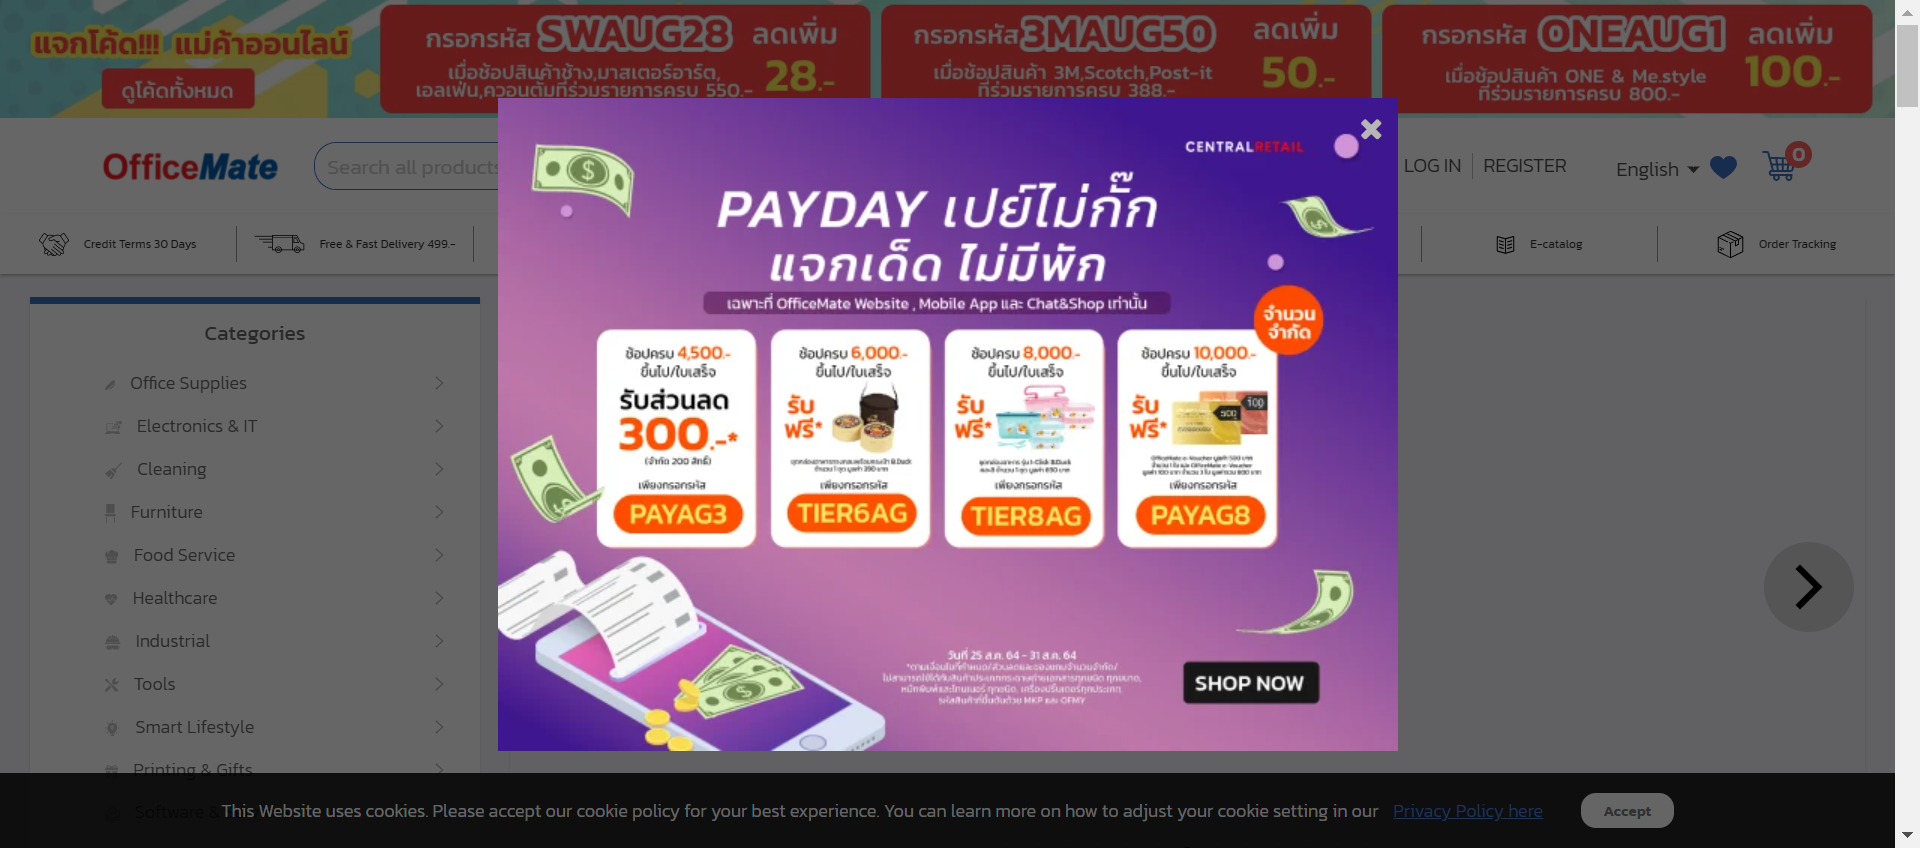 แจกโค้ด!!! แม่ค้าออนไลน์
ดูโค้ดทั้งหมด
กรอกรหัส SWAUG28 ลดเพิ่ม
เมื่อช้อปสินค้าช้าง,มาสเตอร์อาร์ต, 28.-
เอลเฟ่น,ควอนตั้มที่ร่วมรายการครบ 550.-
กรอกรหัส 3MAUG50 ลดเพิ่ม
เมื่อช้อปสินค้า 3M,Scotch,Post-it 50.-
ที่ร่วมรายการครบ 388.-
กรอกรหัส ONEAUG1 ลดเพิ่ม
เมื่อช้อปสินค้า ONE & Me.style 100.-
ที่ร่วมรายการครบ 800.-
OfficeMate
Search all products
LOG IN
REGISTER
English
0
Credit Terms 30 Days
Free & Fast Delivery 499.-
E-catalog
Order Tracking
Categories
Office Supplies
Electronics & IT
Cleaning
Furniture
Food Service
Healthcare
Industrial
Tools
Smart Lifestyle
Printing & Gifts
Software &
CENTRALRETAIL
PAYDAY เปย์ไม่กั๊ก
แจกเด็ด ไม่มีพัก
เฉพาะที่ OfficeMate Website , Mobile App และ Chat&Shop เท่านั้น
จำนวน
จำกัด
ช้อปครบ 4,500.-
ขึ้นไป/ใบเสร็จ
รับส่วนลด
300.-*
(จำกัด 200 สิทธิ์)
เพียงกรอกรหัส
PAYAG3
ช้อปครบ 6,000.-
ขึ้นไป/ใบเสร็จ
รับ
ฟรี*
เพียงกรอกรหัส
TIER6AG
ช้อปครบ 8,000.-
ขึ้นไป/ใบเสร็จ
รับ
ฟรี*
เพียงกรอกรหัส
TIER8AG
ช้อปครบ 10,000.-
ขึ้นไป/ใบเสร็จ
รับ
ฟรี*
500
100
เพียงกรอกรหัส
PAYAG8
วันที่ 25 ส.ค. 64 - 31 ส.ค. 64
SHOP NOW
This Website uses cookies. Please accept our cookie policy for your best experience. You can learn more on how to adjust your cookie setting in our Privacy Policy here
Accept